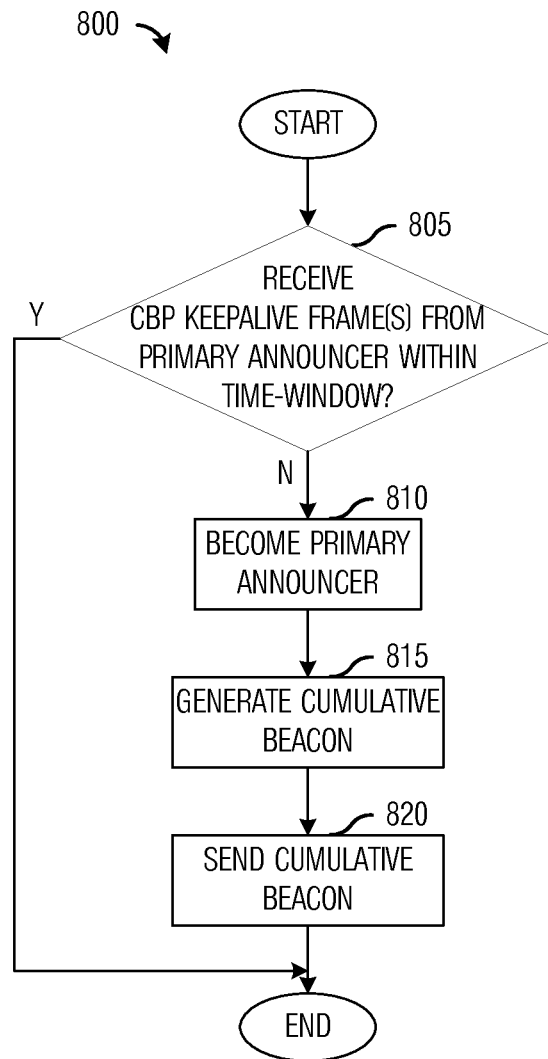 800
START
805
RECEIVE
CBP KEEPALIVE FRAME(S) FROM
PRIMARY ANNOUNCER WITHIN
TIME-WINDOW?
Y
N
810
BECOME PRIMARY
ANNOUNCER
815
GENERATE CUMULATIVE
BEACON
820
SEND CUMULATIVE
BEACON
END